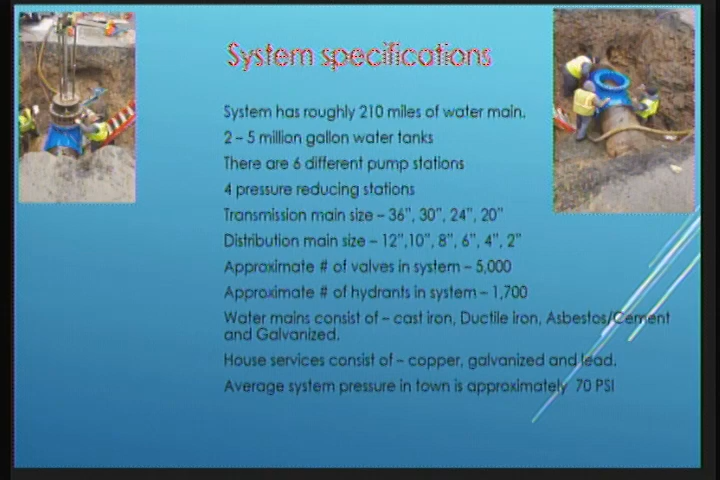 System specifications
System has roughly 210 miles of water main.
2 – 5 million gallon water tanks
There are 6 different pump stations
4 pressure reducing stations
Transmission main size – 36”, 30”, 24”, 20”
Distribution main size – 12”,10”, 8”, 6”, 4”, 2”
Approximate # of valves in system – 5,000
Approximate # of hydrants in system – 1,700
Water mains consist of – cast iron, Ductile iron, Asbestos/Cement
and Galvanized.
House services consist of – copper, galvanized and lead.
Average system pressure in town is approximately  70 PSI